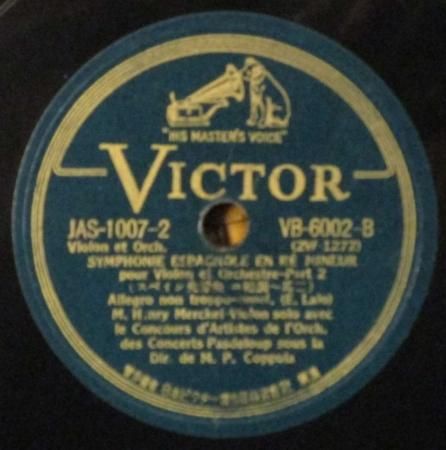 "HIS MASTER'S VOICE"
VICTOR
JAS-1007-2 VB-6002-B
Violon et Orch. (2W 1272)
SYMPHONIE ESPAGNOLE EN RÉ MINEUR
pour Violon et Orchestre-Part 2
Allegro non troppo (E. Lalo)
M. Henry Merckel-Violon solo avec
le Concours d'Artistes de l'Orch.
des Concerts Pasdeloup sous la
Dir. de M. P. Coppola